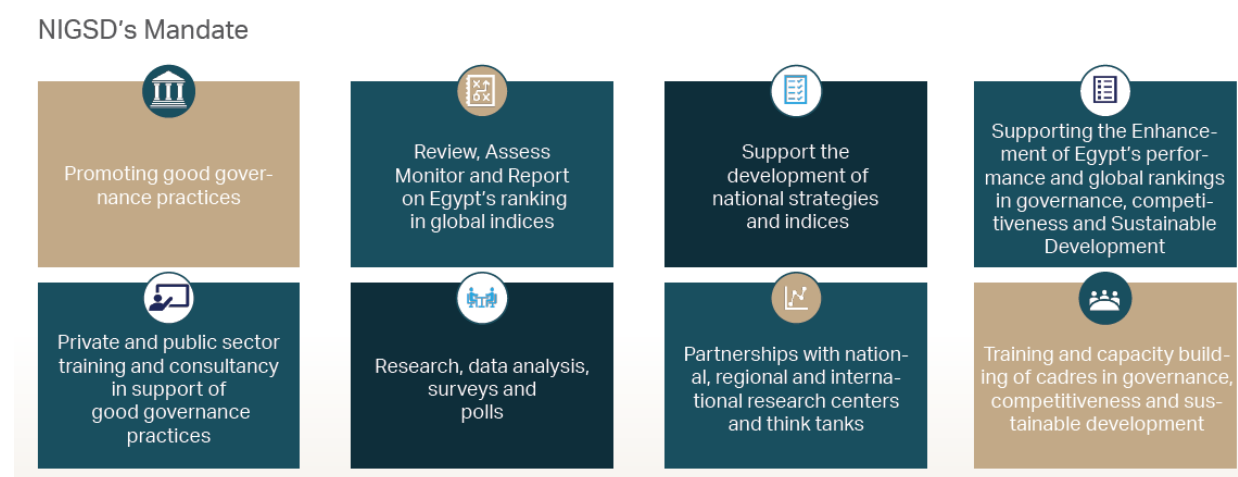 NIGSD's Mandate
Promoting good gover-
nance practices
Review, Assess
Monitor and Report
on Egypt's ranking
in global indices
Support the
development of
national strategies
and indices
Supporting the Enhance-
ment of Egypt's perfor-
mance and global rankings
in governance, competi-
tiveness and Sustainable
Development
Private and public sector
training and consultancy
in support of
good governance
practices
Research, data analysis,
surveys and
polls
Partnerships with nation-
al, regional and interna-
tional research centers
and think tanks
Training and capacity build-
ing of cadres in governance,
competitiveness and sus-
tainable development